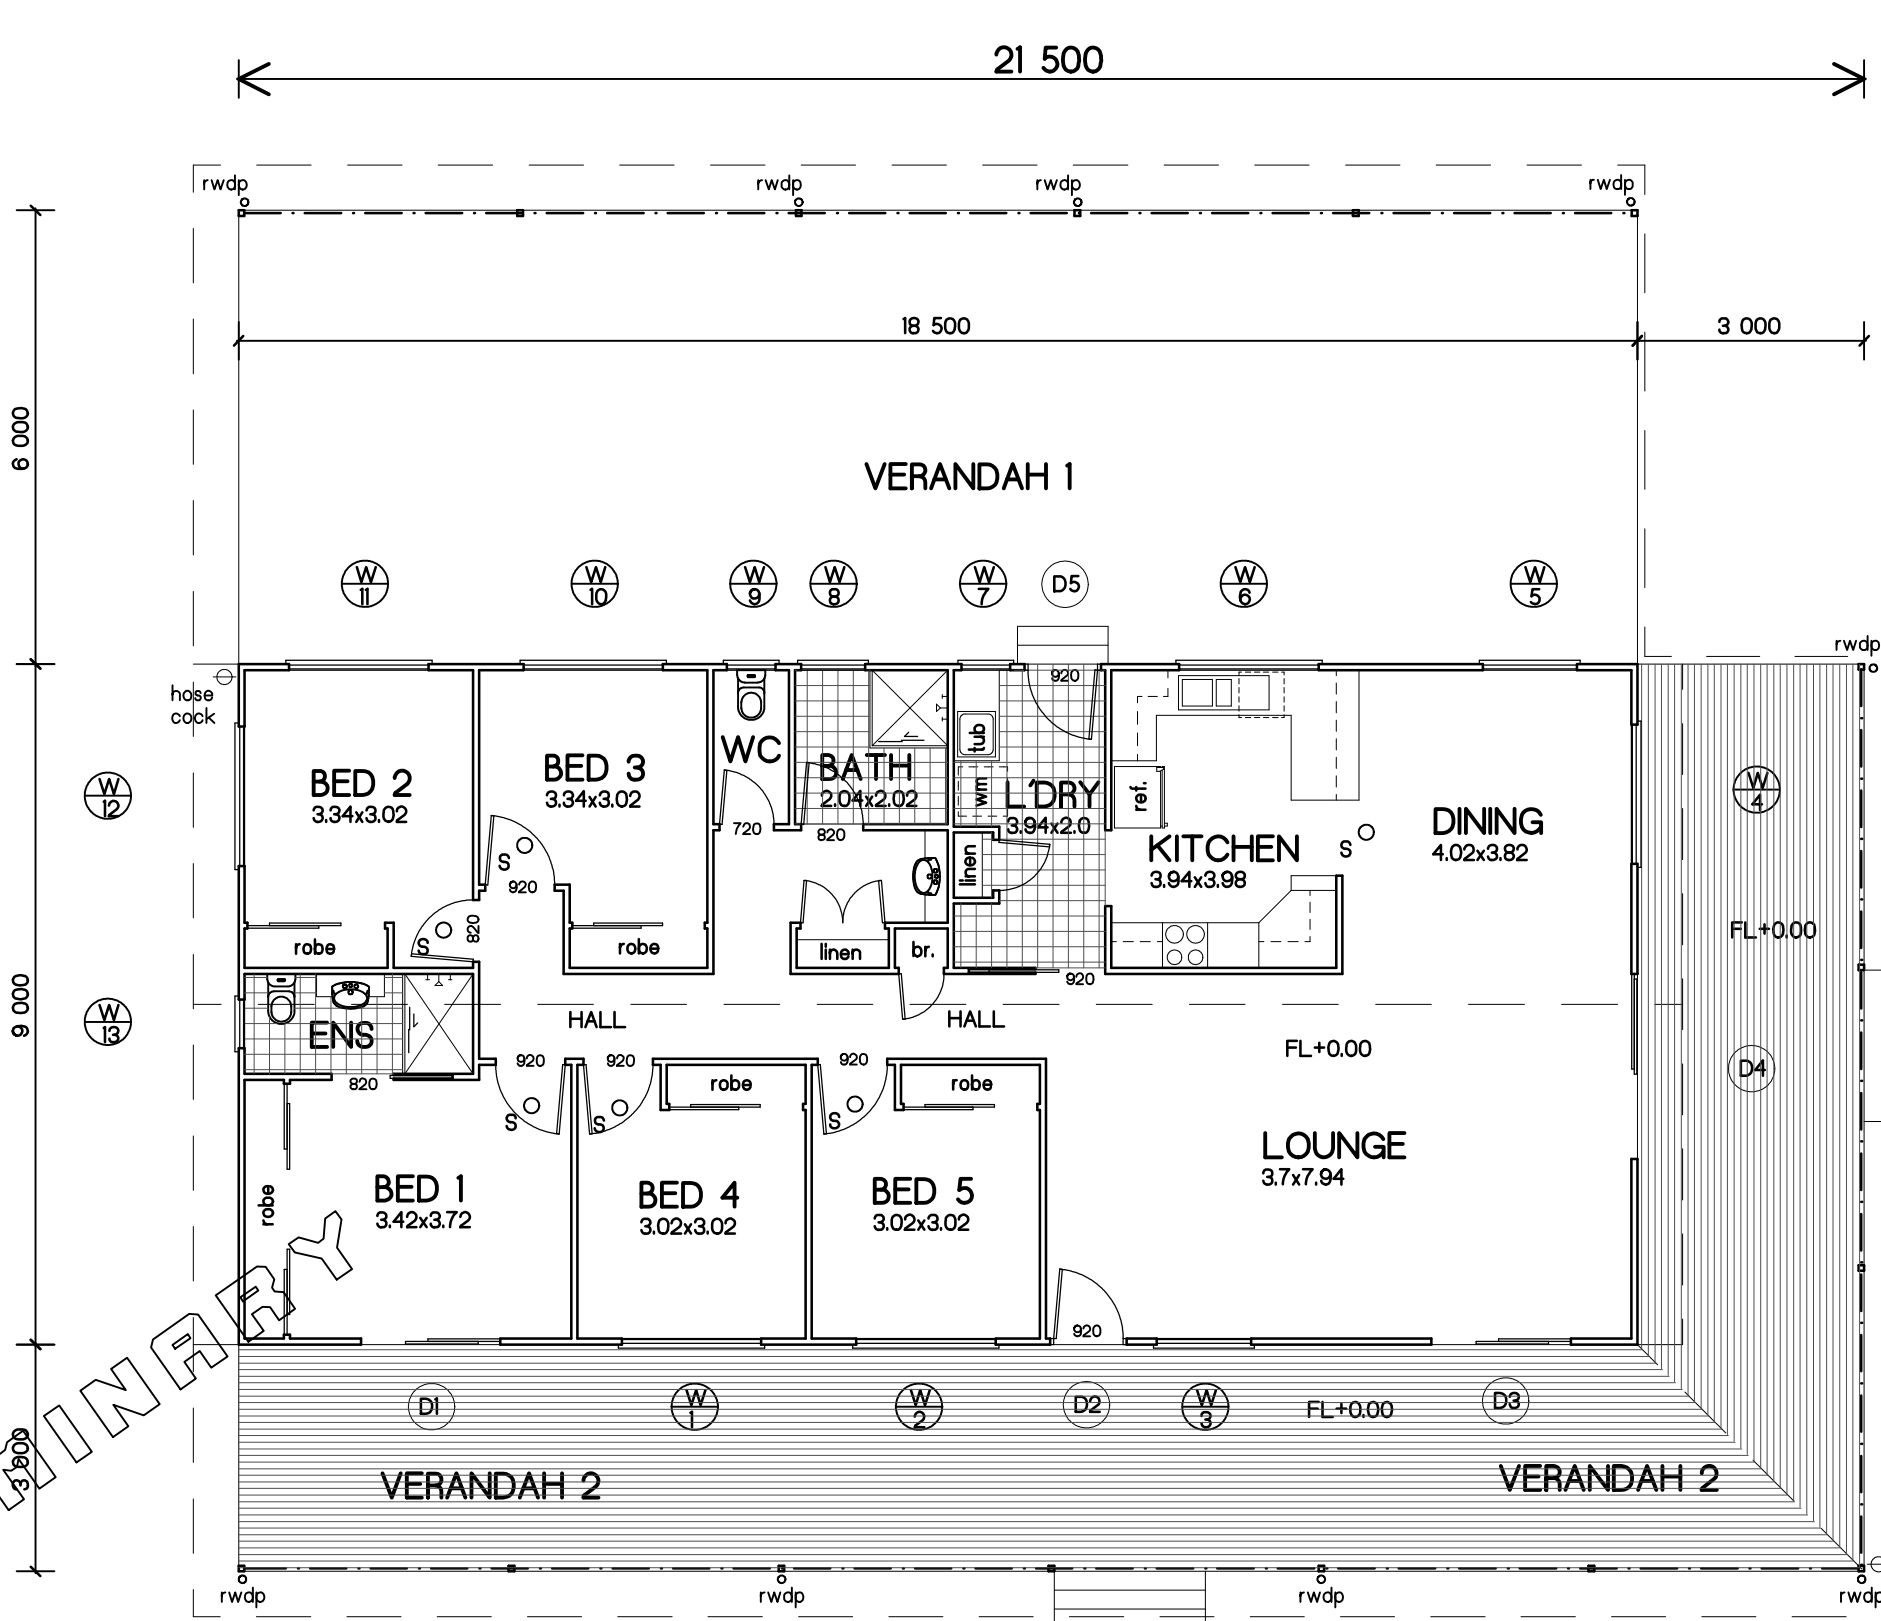 21 500
rwdp
rwdp
rwdp
rwdp
18 500
3 000
6 000
VERANDAH 1
W
11
W
10
W
9
W
8
W
7
D5
W
6
W
5
rwdp
hose
cock
920
WC
tub
BED 2
3.34x3.02
BED 3
3.34x3.02
BATH
2.04x2.02
wm
L'DRY
3.94x2.0
ref.
W
12
W
4
720
820
DINING
4.02x3.82
KITCHEN
3.94x3.98
S
S
920
linen
820
S
robe
robe
linen
br.
FL+0.00
920
9 000
W
13
ENS
HALL
HALL
FL+0.00
820
920
920
920
D4
robe
robe
S
S
S
LOUNGE
3.7x7.94
BED 1
3.42x3.72
BED 4
3.02x3.02
BED 5
3.02x3.02
robe
920
MINARY
3 000
D1
W
1
W
2
D2
W
3
FL+0.00
D3
VERANDAH 2
VERANDAH 2
rwdp
rwdp
rwdp
rwdp